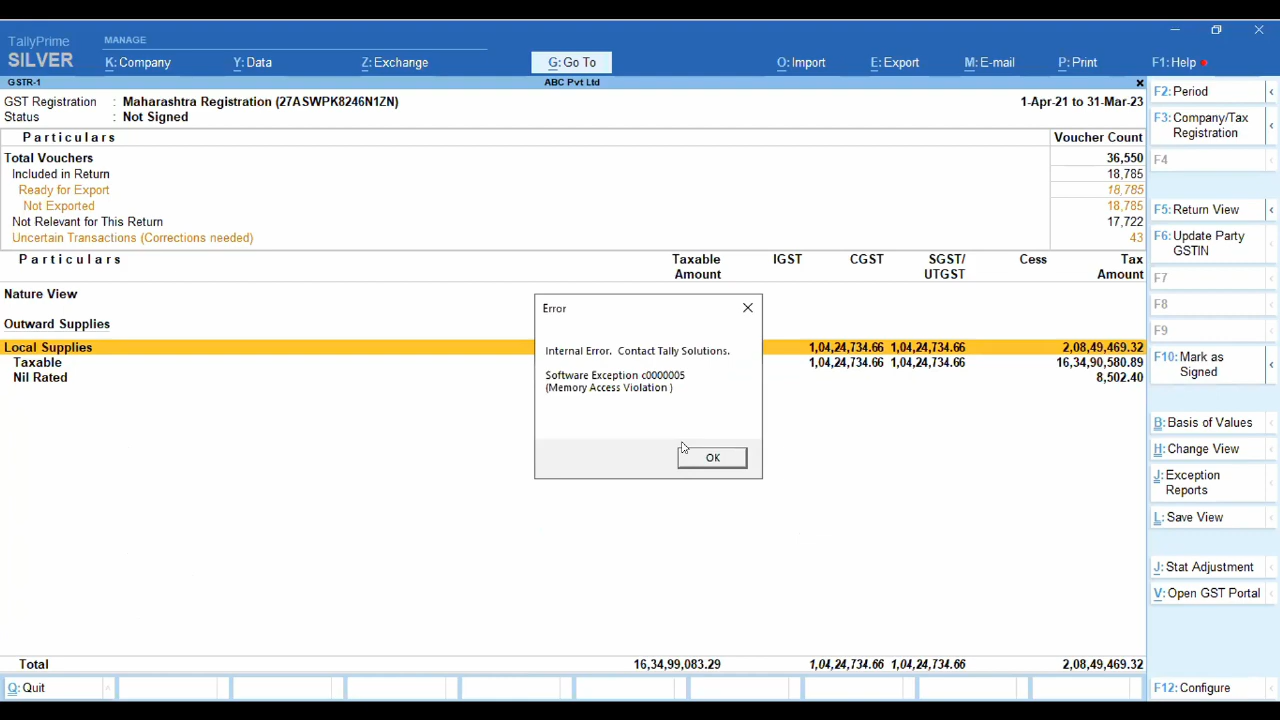 TallyPrime
SILVER
MANAGE
K: Company Y: Data Z: Exchange G: Go To O: Import E: Export M: E-mail P: Print F1: Help
GSTR-1 ABC Pvt Ltd
GST Registration : Maharashtra Registration (27ASWPK8246N1ZN) 1-Apr-21 to 31-Mar-23
Status : Not Signed
Particulars Voucher Count
Total Vouchers 36,550
Included in Return 18,785
Ready for Export 18,785
Not Exported 18,785
Not Relevant for This Return 17,722
Uncertain Transactions (Corrections needed) 43
Particulars Taxable Amount IGST CGST SGST/ UTGST Cess Tax Amount
Nature View
Outward Supplies
Local Supplies 1,04,24,734.66 1,04,24,734.66 2,08,49,469.32
Taxable 1,04,24,734.66 1,04,24,734.66 16,34,90,580.89
Nil Rated 8,502.40
Error
Internal Error. Contact Tally Solutions.
Software Exception c0000005
(Memory Access Violation )
OK
Total 16,34,99,083.29 1,04,24,734.66 1,04,24,734.66 2,08,49,469.32
Q: Quit
F2: Period
F3: Company/Tax
Registration
F4
F5: Return View
F6: Update Party
GSTIN
F7
F8
F9
F10: Mark as
Signed
B: Basis of Values
H: Change View
J: Exception
Reports
L: Save View
J: Stat Adjustment
V: Open GST Portal
F12: Configure